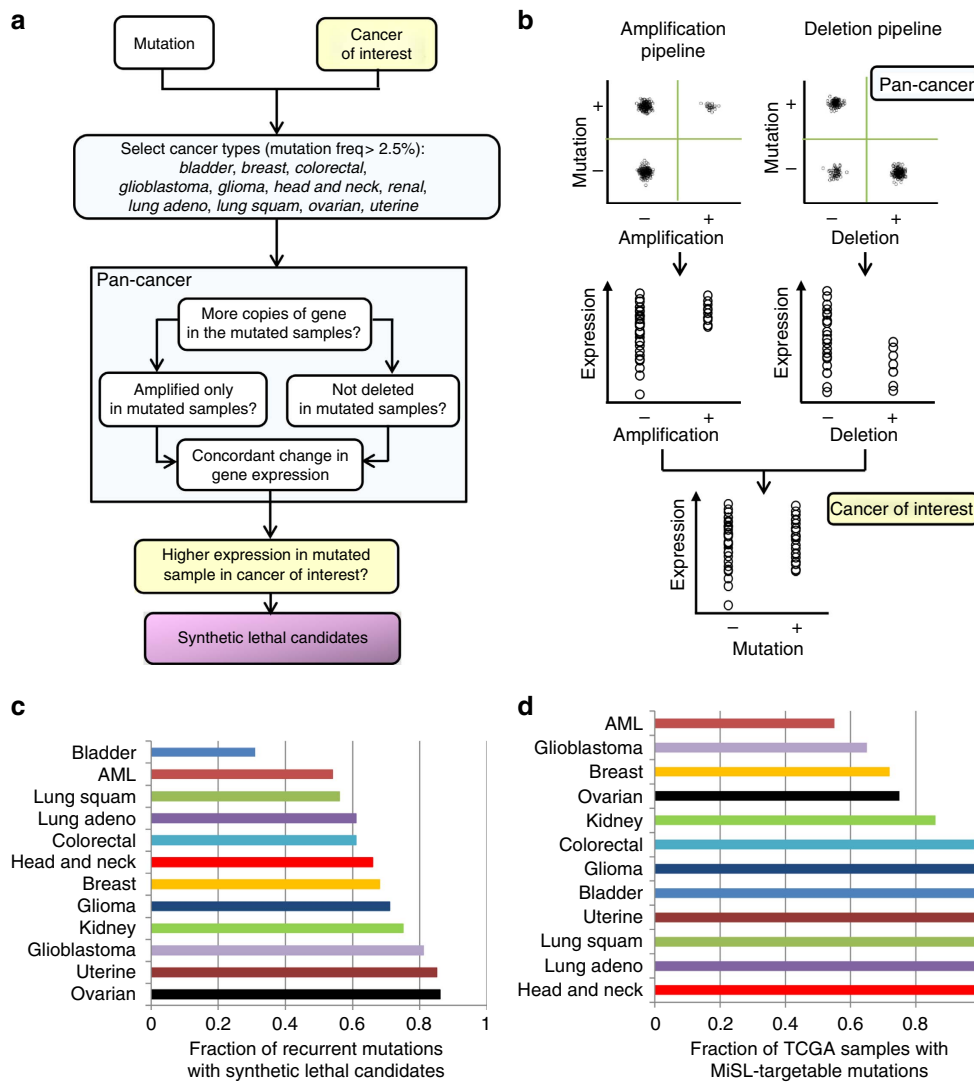 a
Mutation
Cancer
of interest
Select cancer types (mutation freq> 2.5%):
bladder, breast, colorectal,
glioblastoma, glioma, head and neck, renal,
lung adeno, lung squam, ovarian, uterine
Pan-cancer
More copies of gene
in the mutated samples?
Amplified only
in mutated samples?
Not deleted
in mutated samples?
Concordant change in
gene expression
Higher expression in mutated
sample in cancer of interest?
Synthetic lethal candidates
b
Amplification
pipeline
Deletion pipeline
Pan-cancer
Mutation
+
−
− +
Amplification
Mutation
+
−
− +
Deletion
Expression
− +
Amplification
Expression
− +
Deletion
Cancer of interest
Expression
− +
Mutation
c
Bladder
AML
Lung squam
Lung adeno
Colorectal
Head and neck
Breast
Glioma
Kidney
Glioblastoma
Uterine
Ovarian
0 0.2 0.4 0.6 0.8 1
Fraction of recurrent mutations
with synthetic lethal candidates
d
AML
Glioblastoma
Breast
Ovarian
Kidney
Colorectal
Glioma
Bladder
Uterine
Lung squam
Lung adeno
Head and neck
0 0.2 0.4 0.6 0.8
Fraction of TCGA samples with
MiSL-targetable mutations